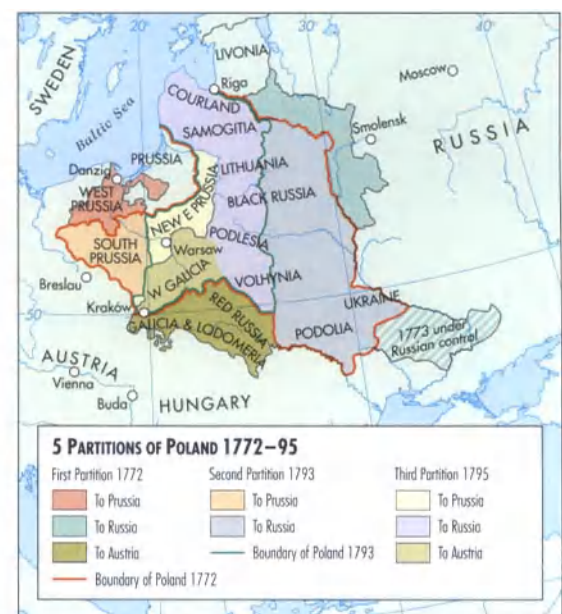 20°
30°
40°
SWEDEN
LIVONIA
Riga
Moscow
COURLAND
Baltic Sea
SAMOGITIA
Smolensk
RUSSIA
PRUSSIA
LITHUANIA
Danzig
WEST
PRUSSIA
NEW E PRUSSIA
BLACK RUSSIA
SOUTH
PRUSSIA
Warsaw
PODLESIA
Breslau
W GALICIA
VOLHYNIA
Kraków
RED RUSSIA
UKRAINE
50
GALICIA & LODOMERIA
PODOLIA
1773 under
Russian control
AUSTRIA
Vienna
Buda
HUNGARY
5 PARTITIONS OF POLAND 1772–95
First Partition 1772
To Prussia
To Russia
To Austria
Boundary of Poland 1772
Second Partition 1793
To Prussia
To Russia
Boundary of Poland 1793
Third Partition 1795
To Prussia
To Russia
To Austria